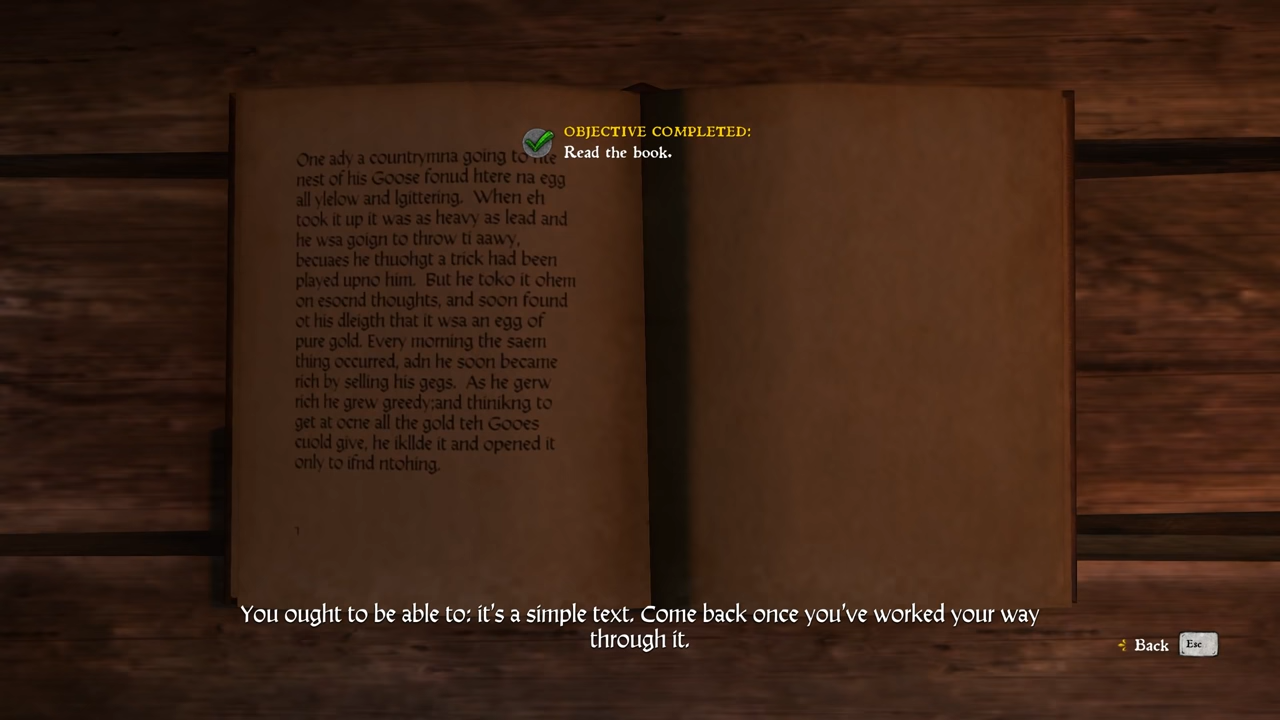 OBJECTIVE COMPLETED:
Read the book.
One ady a countrymna going to hte
nest of his Goose fonud htere na egg
all ylelow and lgittering. When eh
took it up it was as heavy as lead and
he wsa goign to throw ti aawy,
becuaes he thuohgt a trick had been
played upno him. But he toko it ohem
on esocnd thoughts, and soon found
ot his dleigth that it wsa an egg of
pure gold. Every morning the saem
thing occurred, adn he soon became
rich by selling his gegs. As he gerw
rich he grew greedy;and thinikng to
get at ocne all the gold teh Gooes
cuold give, he ikllde it and opened it
only to ifnd ntohing.
You ought to be able to: it's a simple text. Come back once you've worked your way
through it.
Back Esc